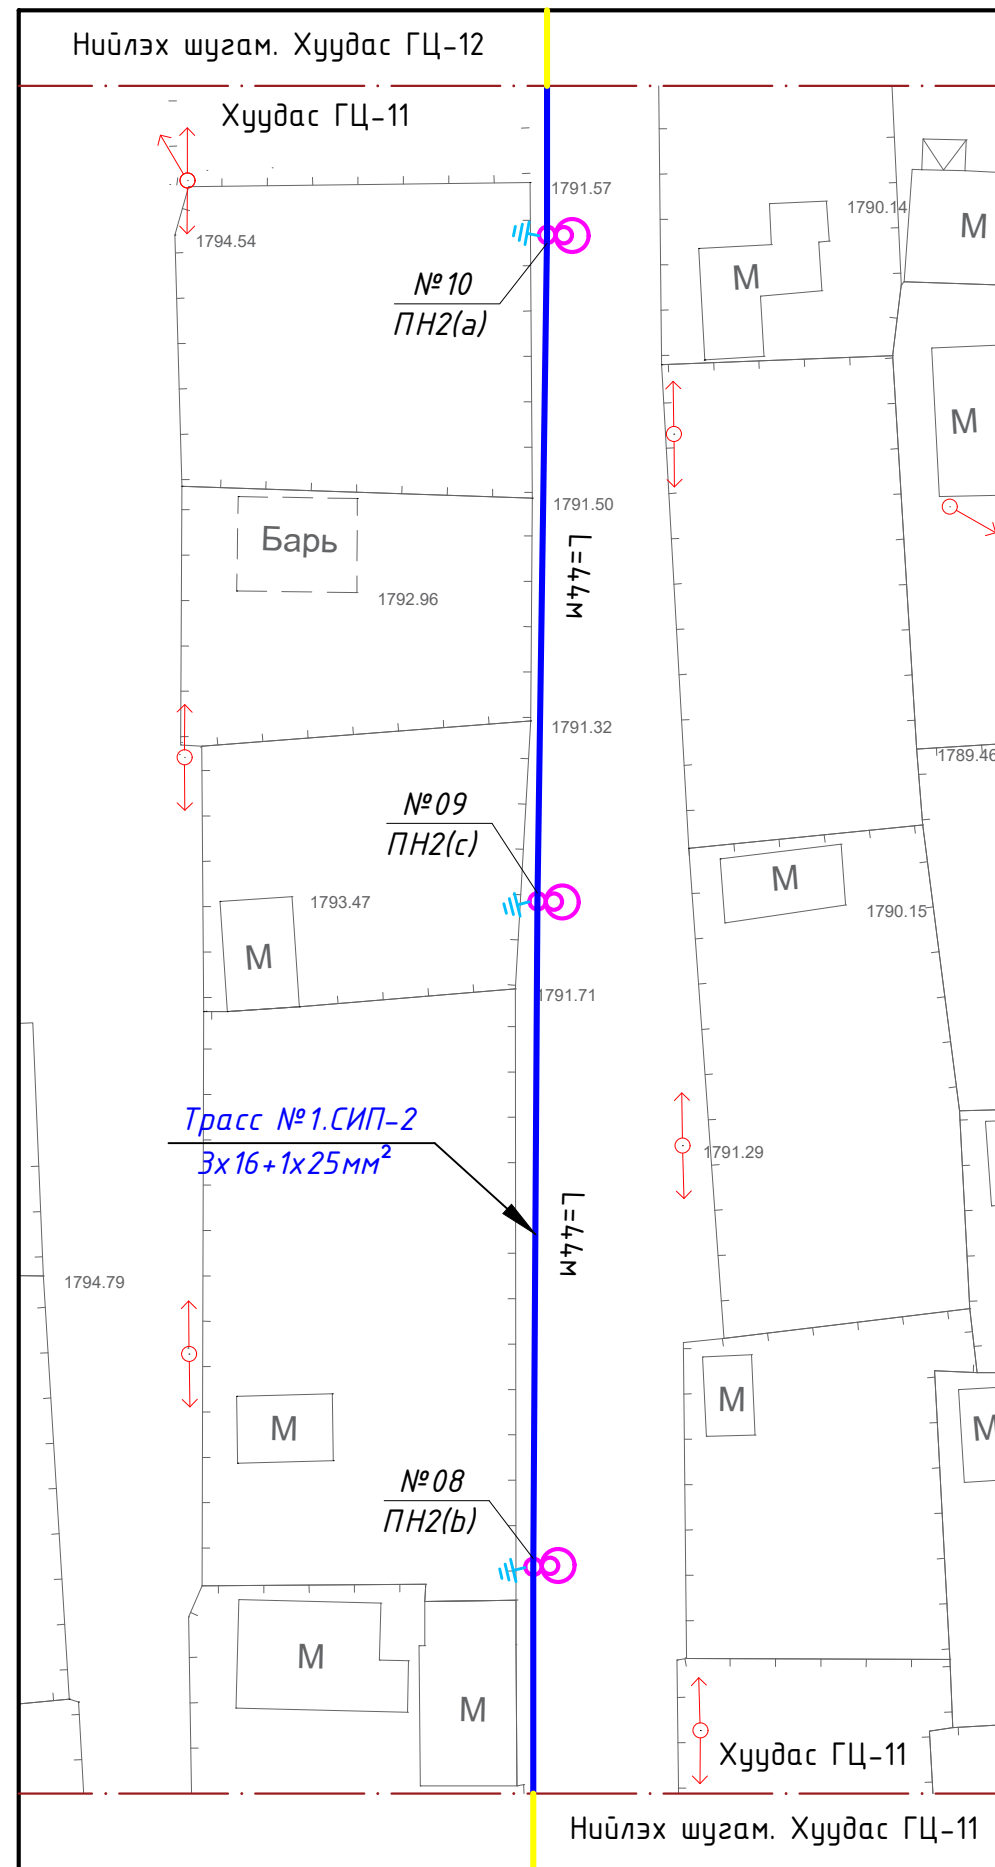 Нийлэх шугам. Хуудас ГЦ-12
Хуудас ГЦ-11
1791.57
1790.14
М
1794.54
М
№10
ПН2(а)
М
1791.50
Барь
L=44м
1792.96
1791.32
1789.46
№09
ПН2(с)
М
1793.47
1790.15
М
1791.71
Трасс №1.СИП-2
3x16+1x25мм²
1791.29
L=44м
1794.79
М
М
М
№08
ПН2(b)
М
М
Хуудас ГЦ-11
Нийлэх шугам. Хуудас ГЦ-11